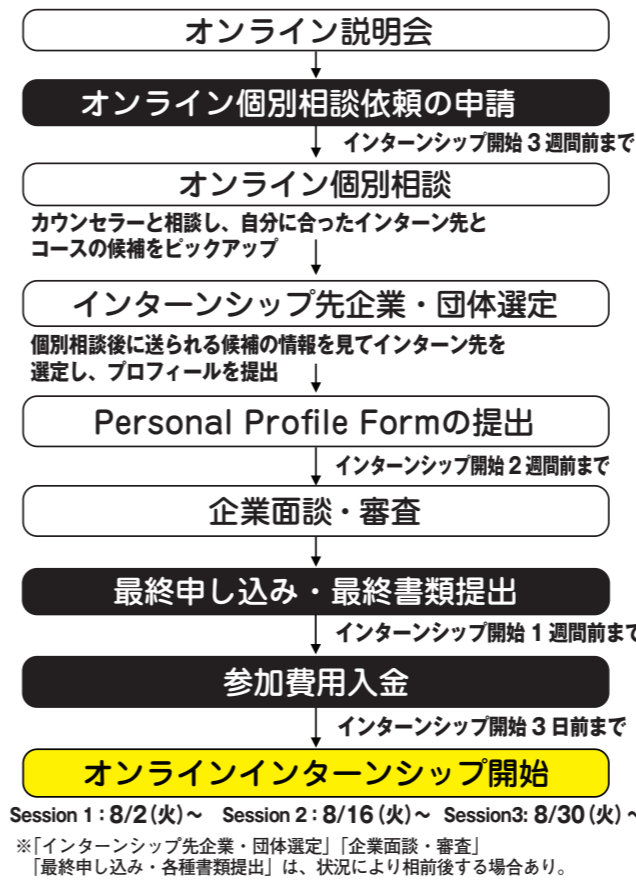 オンライン説明会
オンライン個別相談依頼の申請
インターンシップ開始3週間前まで
オンライン個別相談
カウンセラーと相談し、自分に合ったインターン先と
コースの候補をピックアップ
インターンシップ先企業・団体選定
個別相談後に送られる候補の情報を見てインターン先を
選定し、プロフィールを提出
Personal Profile Formの提出
インターンシップ開始2週間前まで
企業面談・審査
最終申し込み・最終書類提出
インターンシップ開始1週間前まで
参加費用入金
インターンシップ開始3日前まで
オンラインインターンシップ開始
Session 1:8/2(火)~ Session 2:8/16(火)~ Session3: 8/30(火)~
※「インターンシップ先企業・団体選定」「企業面談・審査」
「最終申し込み・各種書類提出」は、状況により相前後する場合あり。